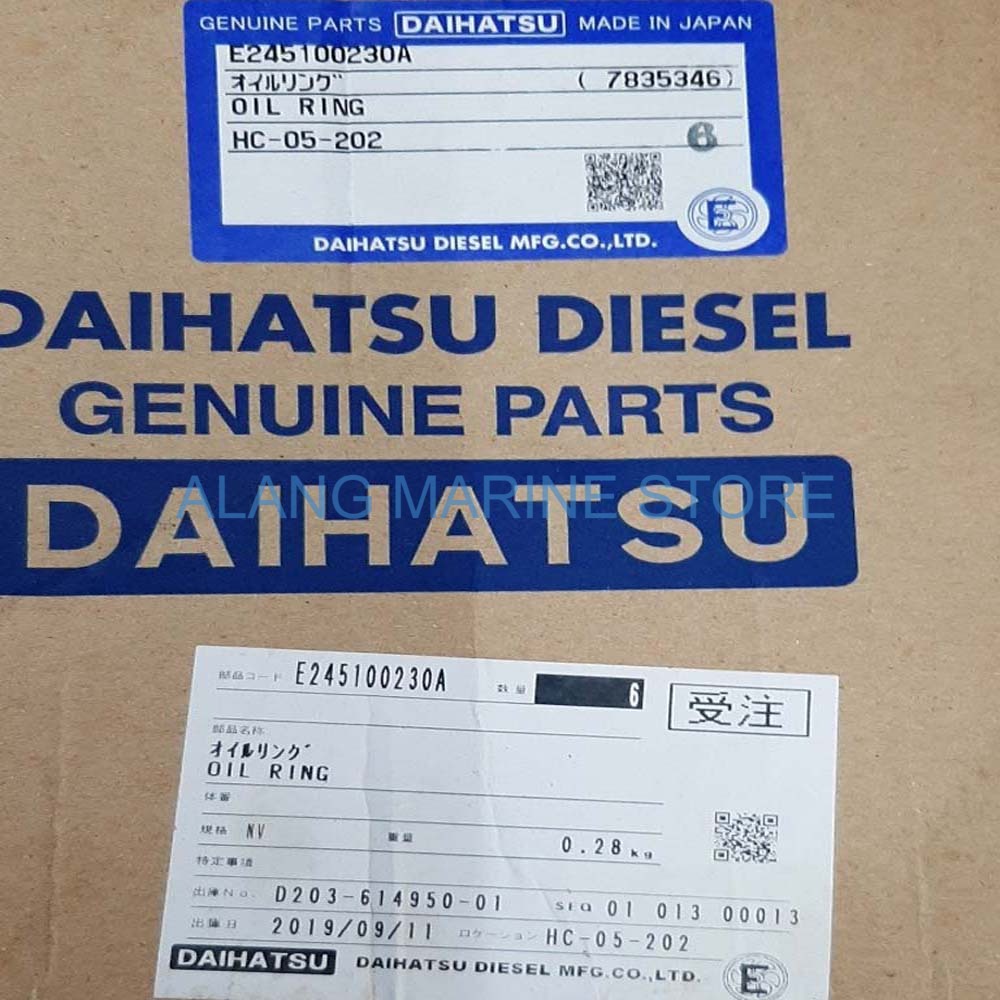 GENUINE PARTS DAIHATSU MADE IN JAPAN
E245100230A
オイルリング (7835346)
OIL RING
HC-05-202 6
E
DAIHATSU DIESEL MFG.CO.,LTD.
DAIHATSU DIESEL
GENUINE PARTS
DAIHATSU
ALANG MARINE STORE
部品コード E245100230A 数量 6 受注
部品名称
オイルリング
OIL RING
体番
規格 NV 重量 0.28 kg
特定事項
出庫No. D203-614950-01 SEQ 01 013 00013
出庫日 2019/09/11 ロケーション HC-05-202
DAIHATSU DAIHATSU DIESEL MFG.CO.,LTD. E